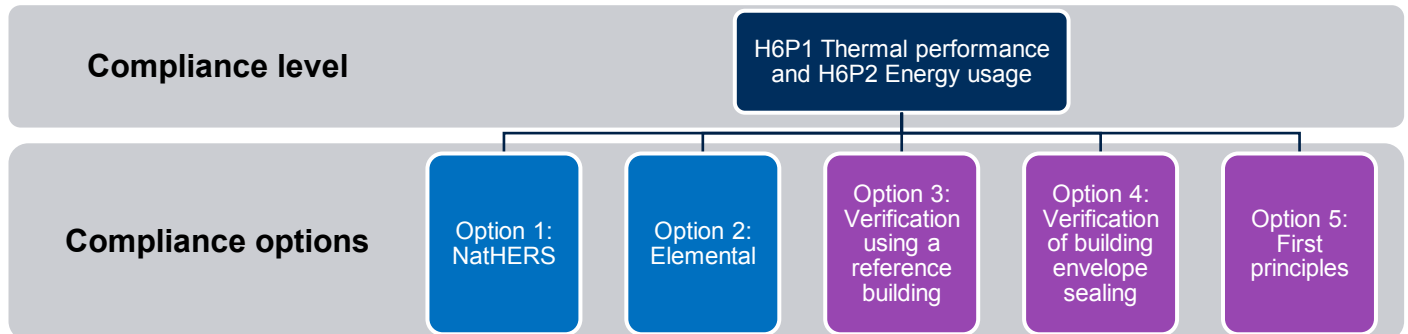 Compliance level
H6P1 Thermal performance
and H6P2 Energy usage
Compliance options
Option 1:
NatHERS
Option 2:
Elemental
Option 3:
Verification
using a
reference
building
Option 4:
Verification
of building
envelope
sealing
Option 5:
First
principles